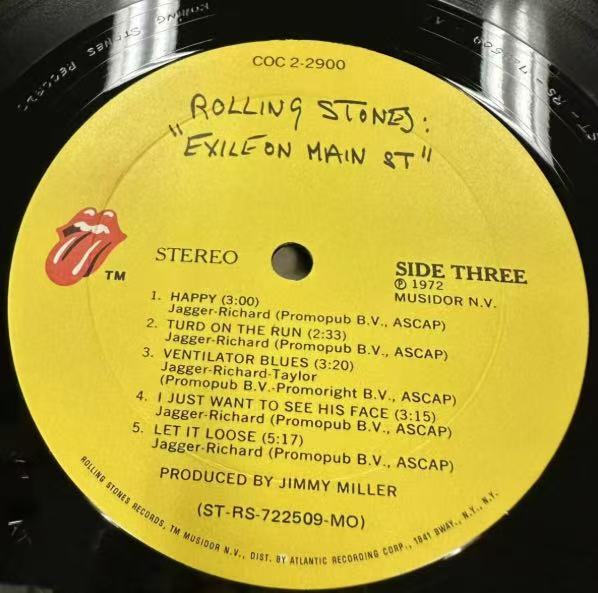 COC 2-2900
ROLLING STONES:
"EXILE ON MAIN ST"
TM
STEREO
SIDE THREE
Ⓟ 1972
MUSIDOR N.V.
1. HAPPY (3:00)
Jagger-Richard (Promopub B.V., ASCAP)
2. TURD ON THE RUN (2:33)
Jagger-Richard (Promopub B.V., ASCAP)
3. VENTILATOR BLUES (3:20)
Jagger-Richard-Taylor
(Promopub B.V.-Promoright B.V., ASCAP)
4. I JUST WANT TO SEE HIS FACE (3:15)
Jagger-Richard (Promopub B.V., ASCAP)
5. LET IT LOOSE (5:17)
Jagger-Richard (Promopub B.V., ASCAP)
PRODUCED BY JIMMY MILLER
(ST-RS-722509-MO)
ROLLING STONES RECORDS, TM MUSIDOR N.V., DIST. BY ATLANTIC RECORDING CORP., 1841 BWAY., N.Y., N.Y.